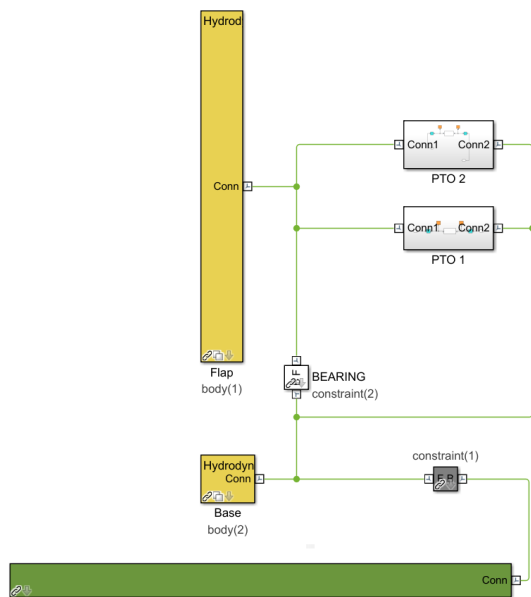 Hydrod
Conn
Flap
body(1)
Conn1 Conn2
PTO 2
Conn1 Conn2
PTO 1
F
BEARING
constraint(2)
Hydrodyn
Conn
Base
body(2)
constraint(1)
Conn